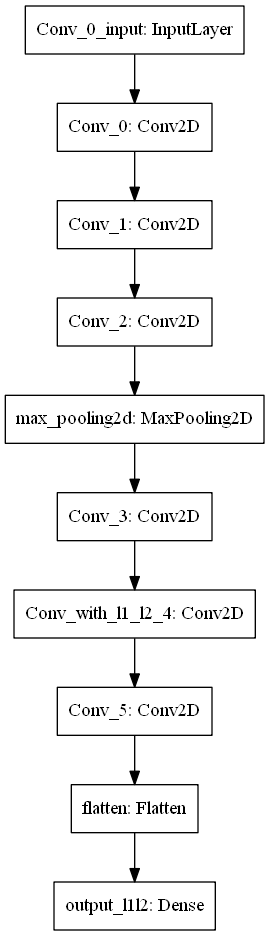 Conv_0_input: InputLayer
Conv_0: Conv2D
Conv_1: Conv2D
Conv_2: Conv2D
max_pooling2d: MaxPooling2D
Conv_3: Conv2D
Conv_with_l1_l2_4: Conv2D
Conv_5: Conv2D
flatten: Flatten
output_l1l2: Dense